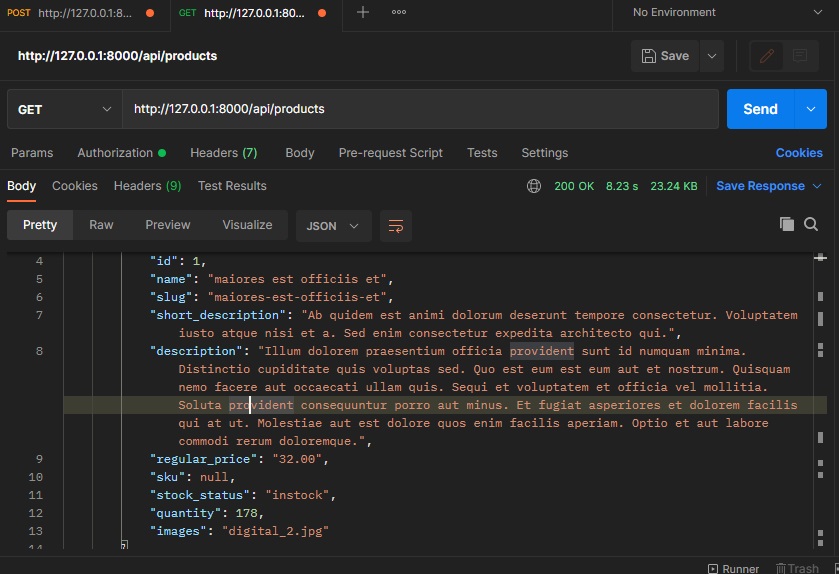 POST http://127.0.0.1:8...
GET http://127.0.0.1:80...
No Environment
http://127.0.0.1:8000/api/products
Save
GET
http://127.0.0.1:8000/api/products
Send
Params Authorization Headers (7) Body Pre-request Script Tests Settings Cookies
Body Cookies Headers (9) Test Results 200 OK 8.23 s 23.24 KB Save Response
Pretty Raw Preview Visualize JSON
4 "id": 1,
5 "name": "maiores est officiis et",
6 "slug": "maiores-est-officiis-et",
7 "short_description": "Ab quidem est animi dolorum deserunt tempore consectetur. Voluptatem
iusto atque nisi et a. Sed enim consectetur expedita architecto qui.",
8 "description": "Illum dolorem praesentium officia provident sunt id numquam minima.
Distinctio cupiditate quis voluptas sed. Quo est eum est eum aut et nostrum. Quisquam
nemo facere aut occaecati ullam quis. Sequi et voluptatem et officia vel mollitia.
Soluta provident consequuntur porro aut minus. Et fugiat asperiores et dolorem facilis
qui at ut. Molestiae aut est dolore quos enim facilis aperiam. Optio et aut labore
commodi rerum doloremque.",
9 "regular_price": "32.00",
10 "sku": null,
11 "stock_status": "instock",
12 "quantity": 178,
13 "images": "digital_2.jpg"
14
Runner Trash